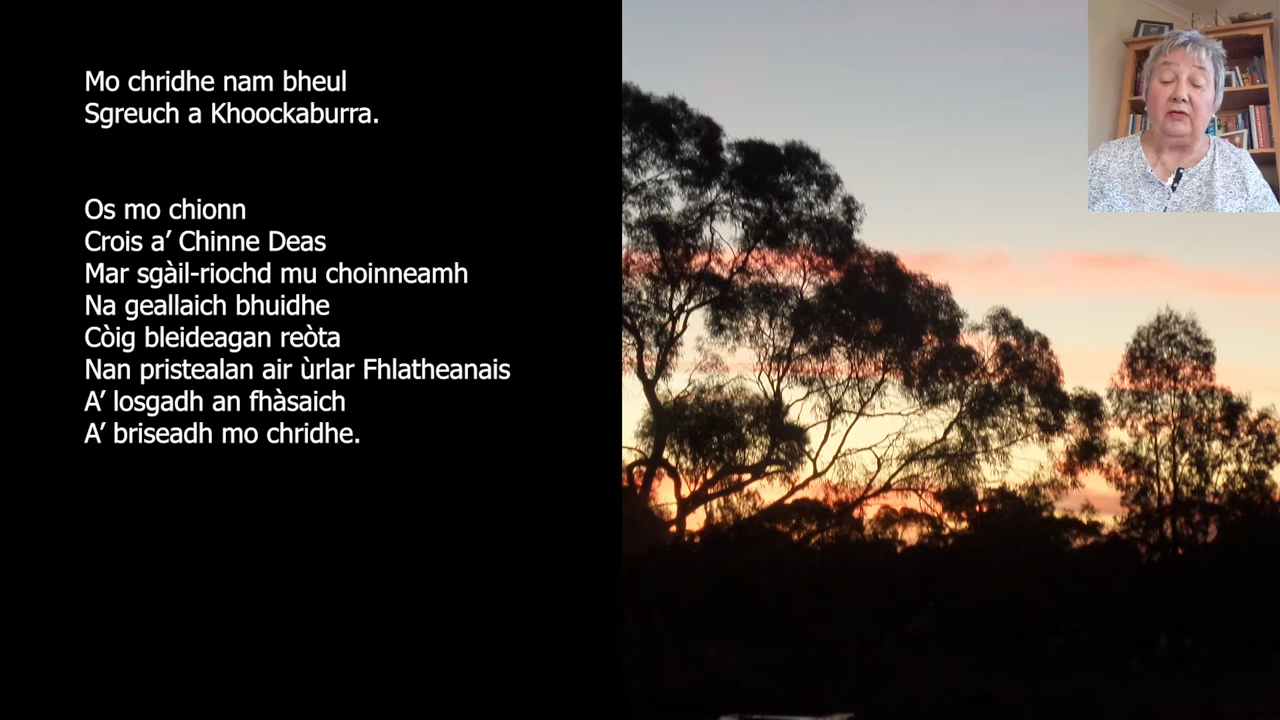 Mo chridhe nam bheul
Sgreuch a Khoockaburra.
Os mo chionn
Crois a’ Chinne Deas
Mar sgàil-riochd mu choinneamh
Na geallaich bhuidhe
Còig bleideagan reòta
Nan pristealan air ùrlar Fhlatheanais
A’ losgadh an fhàsaich
A’ briseadh mo chridhe.